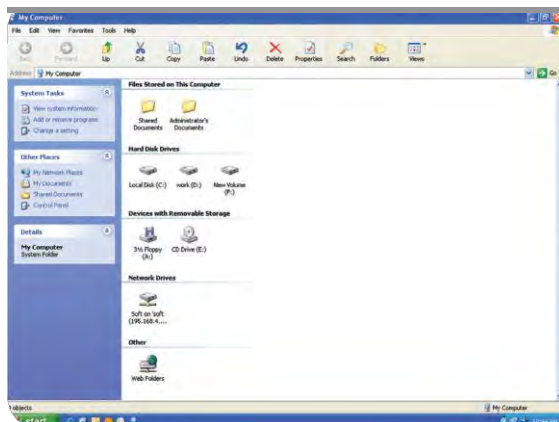 My Computer
File Edit View Favorites Tools Help
Back Forward Up Cut Copy Paste Undo Delete Properties Search Folders Views
Address My Computer Go
System Tasks
View system information
Add or remove programs
Change a setting
Other Places
My Network Places
My Documents
Shared Documents
Control Panel
Details
My Computer
System Folder
Files Stored on This Computer
Shared Documents
Administrator's Documents
Hard Disk Drives
Local Disk (C:)
work (D:)
New Volume (F:)
Devices with Removable Storage
3½ Floppy (A:)
CD Drive (E:)
Network Drives
Soft on 'soft (195.168.4....
Other
Web Folders
objects
My Computer
start